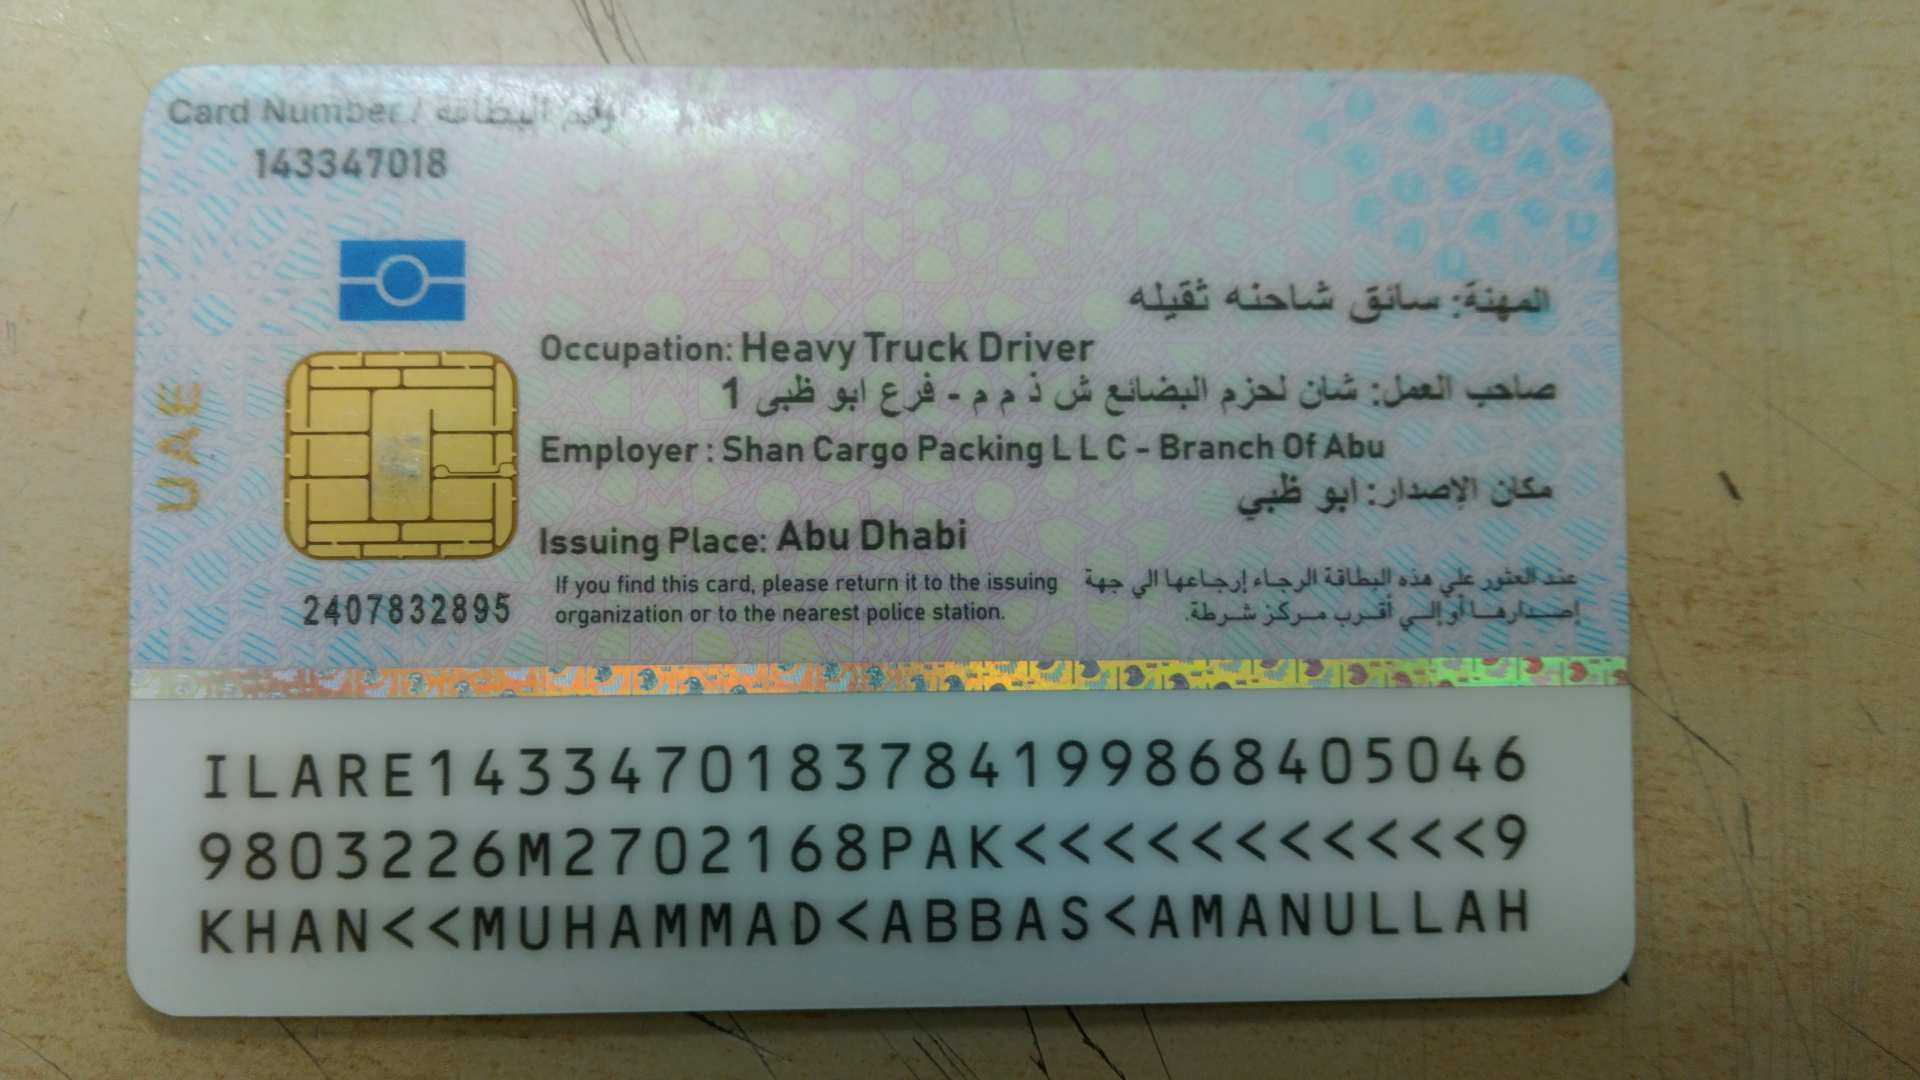 Card Number / رقم البطاقة
143347018
المهنة: سائق شاحنه ثقيله
Occupation: Heavy Truck Driver
صاحب العمل: شان لحزم البضائع ش ذ م م - فرع ابو ظبى 1
Employer : Shan Cargo Packing L L C - Branch Of Abu
مكان الإصدار: ابو ظبي
Issuing Place: Abu Dhabi
UAE
If you find this card, please return it to the issuing
organization or to the nearest police station.
عند العثور علي هذه البطاقة الرجاء إرجاعها الي جهة
إصدارها أو إلي أقرب مركز شرطة.
2407832895
ILARE1433470183784199868405046
9803226M2702168PAK<<<<<<<<<<<9
KHAN<<MUHAMMAD<ABBAS<AMANULLAH